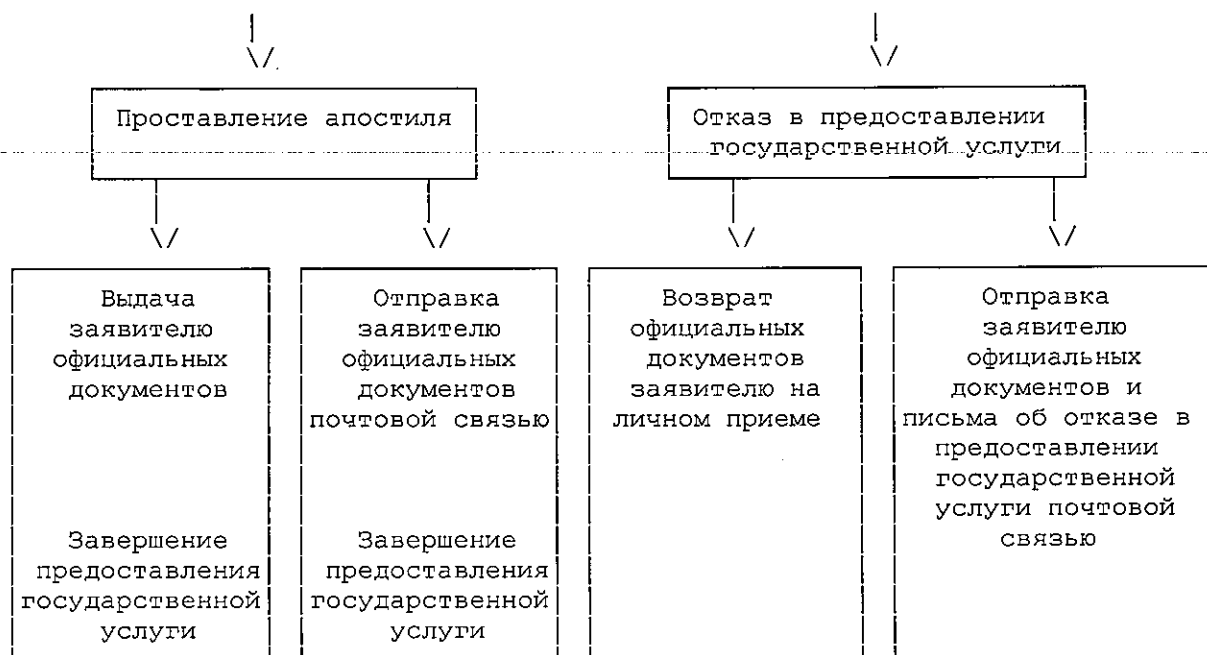 Проставление апостиля
Отказ в предоставлении
государственной услуги
Выдача
заявителю
официальных
документов
Завершение
предоставления
государственной
услуги
Отправка
заявителю
официальных
документов
почтовой связью
Завершение
предоставления
государственной
услуги
Возврат
официальных
документов
заявителю на
личном приеме
Отправка
заявителю
официальных
документов и
письма об отказе в
предоставлении
государственной
услуги почтовой
связью